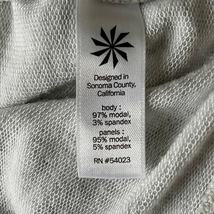 Designed in
Sonoma County,
California
body :
97% modal,
3% spandex
panels :
95% modal,
5% spandex
RN #54023